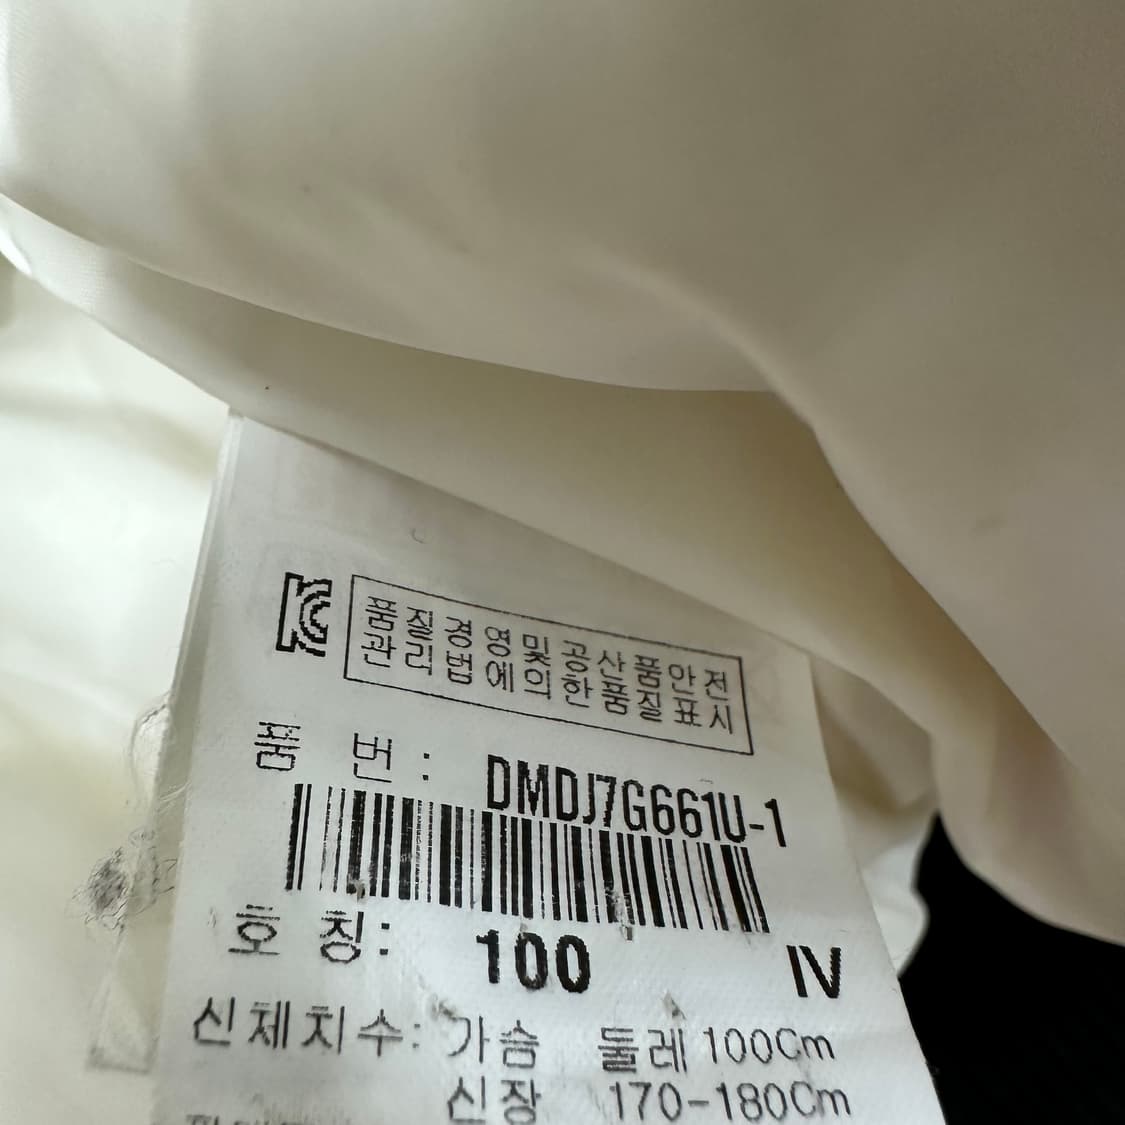 KC 품질경영및공산품안전
관리법에의한품질표시
품 번 : DMDJ7G661U-1
호 칭: 100 IV
신체치수: 가슴 둘레 100Cm
신장 170-180Cm